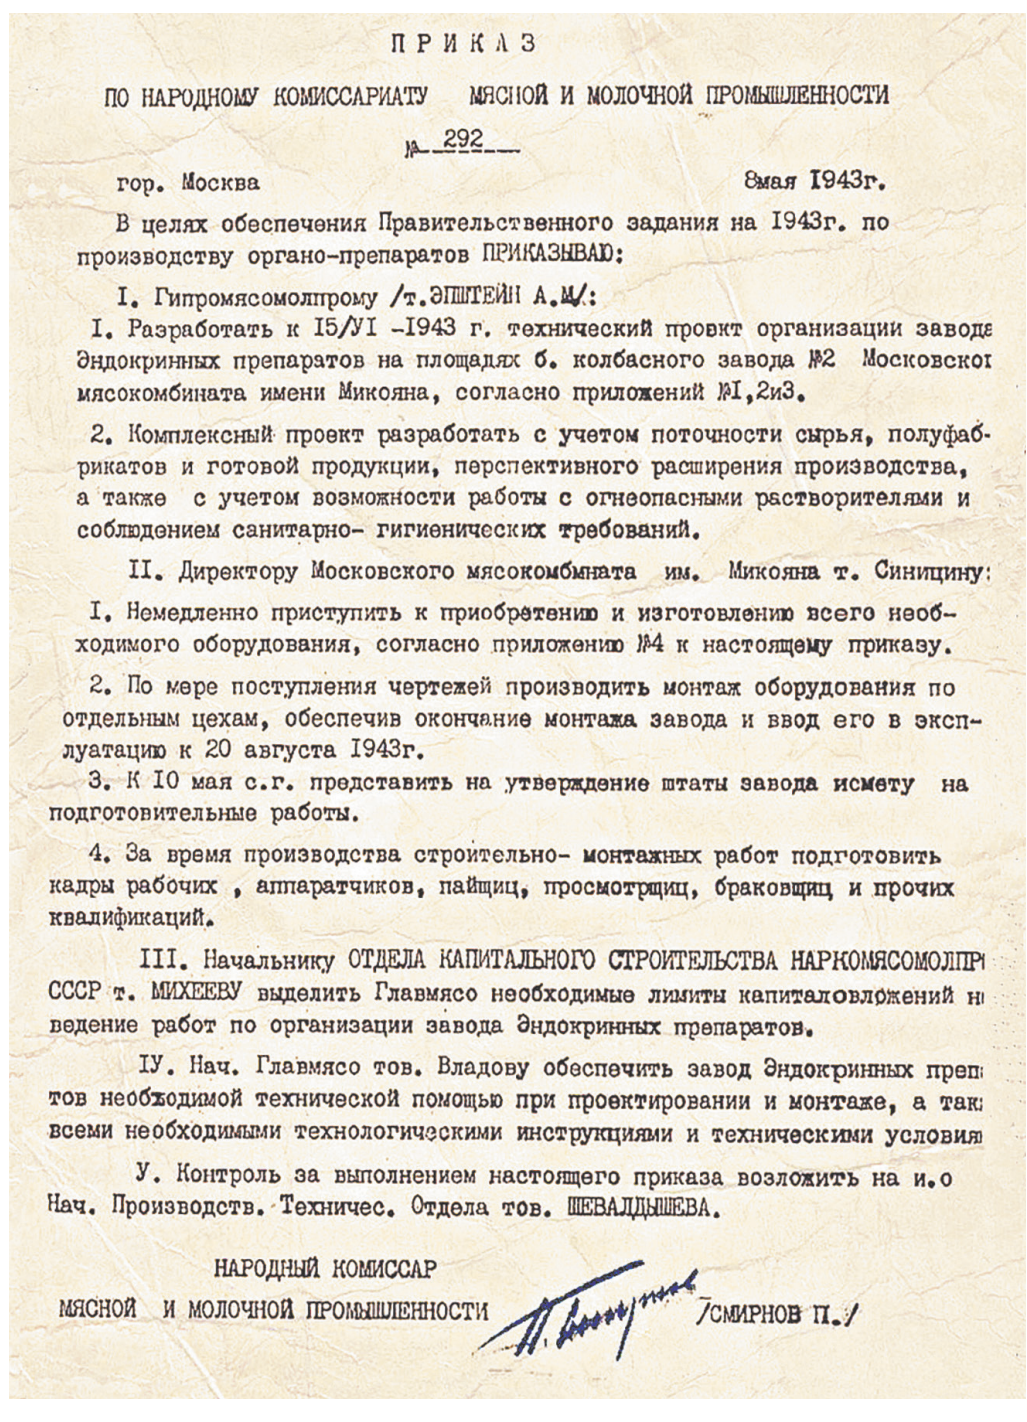 ПРИКАЗ
ПО НАРОДНОМУ КОМИССАРИАТУ МЯСНОЙ И МОЛОЧНОЙ ПРОМЫШЛЕННОСТИ
№ 292
гор. Москва 8мая 1943г.
В целях обеспечения Правительственного задания на 1943г. по
производству органо-препаратов ПРИКАЗЫВАЮ:
I. Гипромясомолпрому /т.ЭПШТЕЙН А.М/:
I. Разработать к 15/УI -1943 г. технический проект организации завода
Эндокринных препаратов на площадях б. колбасного завода №2 Московског
мясокомбината имени Микояна, согласно приложений №1,2и3.
2. Комплексный проект разработать с учетом поточности сырья, полуфаб-
рикатов и готовой продукции, перспективного расширения производства,
а также с учетом возможности работы с огнеопасными растворителями и
соблюдением санитарно- гигиенических требований.
II. Директору Московского мясокомбмната им. Микояна т. Синицину:
I. Немедленно приступить к приобретению и изготовлению всего необ-
ходимого оборудования, согласно приложению №4 к настоящему приказу.
2. По мере поступления чертежей производить монтаж оборудования по
отдельным цехам, обеспечив окончание монтажа завода и ввод его в эксп-
луатацию к 20 августа 1943г.
3. К 10 мая с.г. представить на утверждение штаты завода исмету на
подготовительные работы.
4. За время производства строительно- монтажных работ подготовить
кадры рабочих , аппаратчиков, пайщиц, просмотрщиц, браковщиц и прочих
квалификаций.
III. Начальнику ОТДЕЛА КАПИТАЛЬНОГО СТРОИТЕЛЬСТВА НАРКОМЯСОМОЛПР
СССР т. МИХЕЕВУ выделить Главмясо необходимые лимиты капиталовложений н
ведение работ по организации завода Эндокринных препаратов.
IУ. Нач. Главмясо тов. Владову обеспечить завод Эндокринных преп
тов необходимой технической помощью при проектировании и монтаже, а так
всеми необходимыми технологическими инструкциями и техническими условия
У. Контроль за выполнением настоящего приказа возложить на и.о
Нач. Производств. Техничес. Отдела тов. ШЕВАЛДЫШЕВА.
НАРОДНЫЙ КОМИССАР
МЯСНОЙ И МОЛОЧНОЙ ПРОМЫШЛЕННОСТИ /СМИРНОВ П./